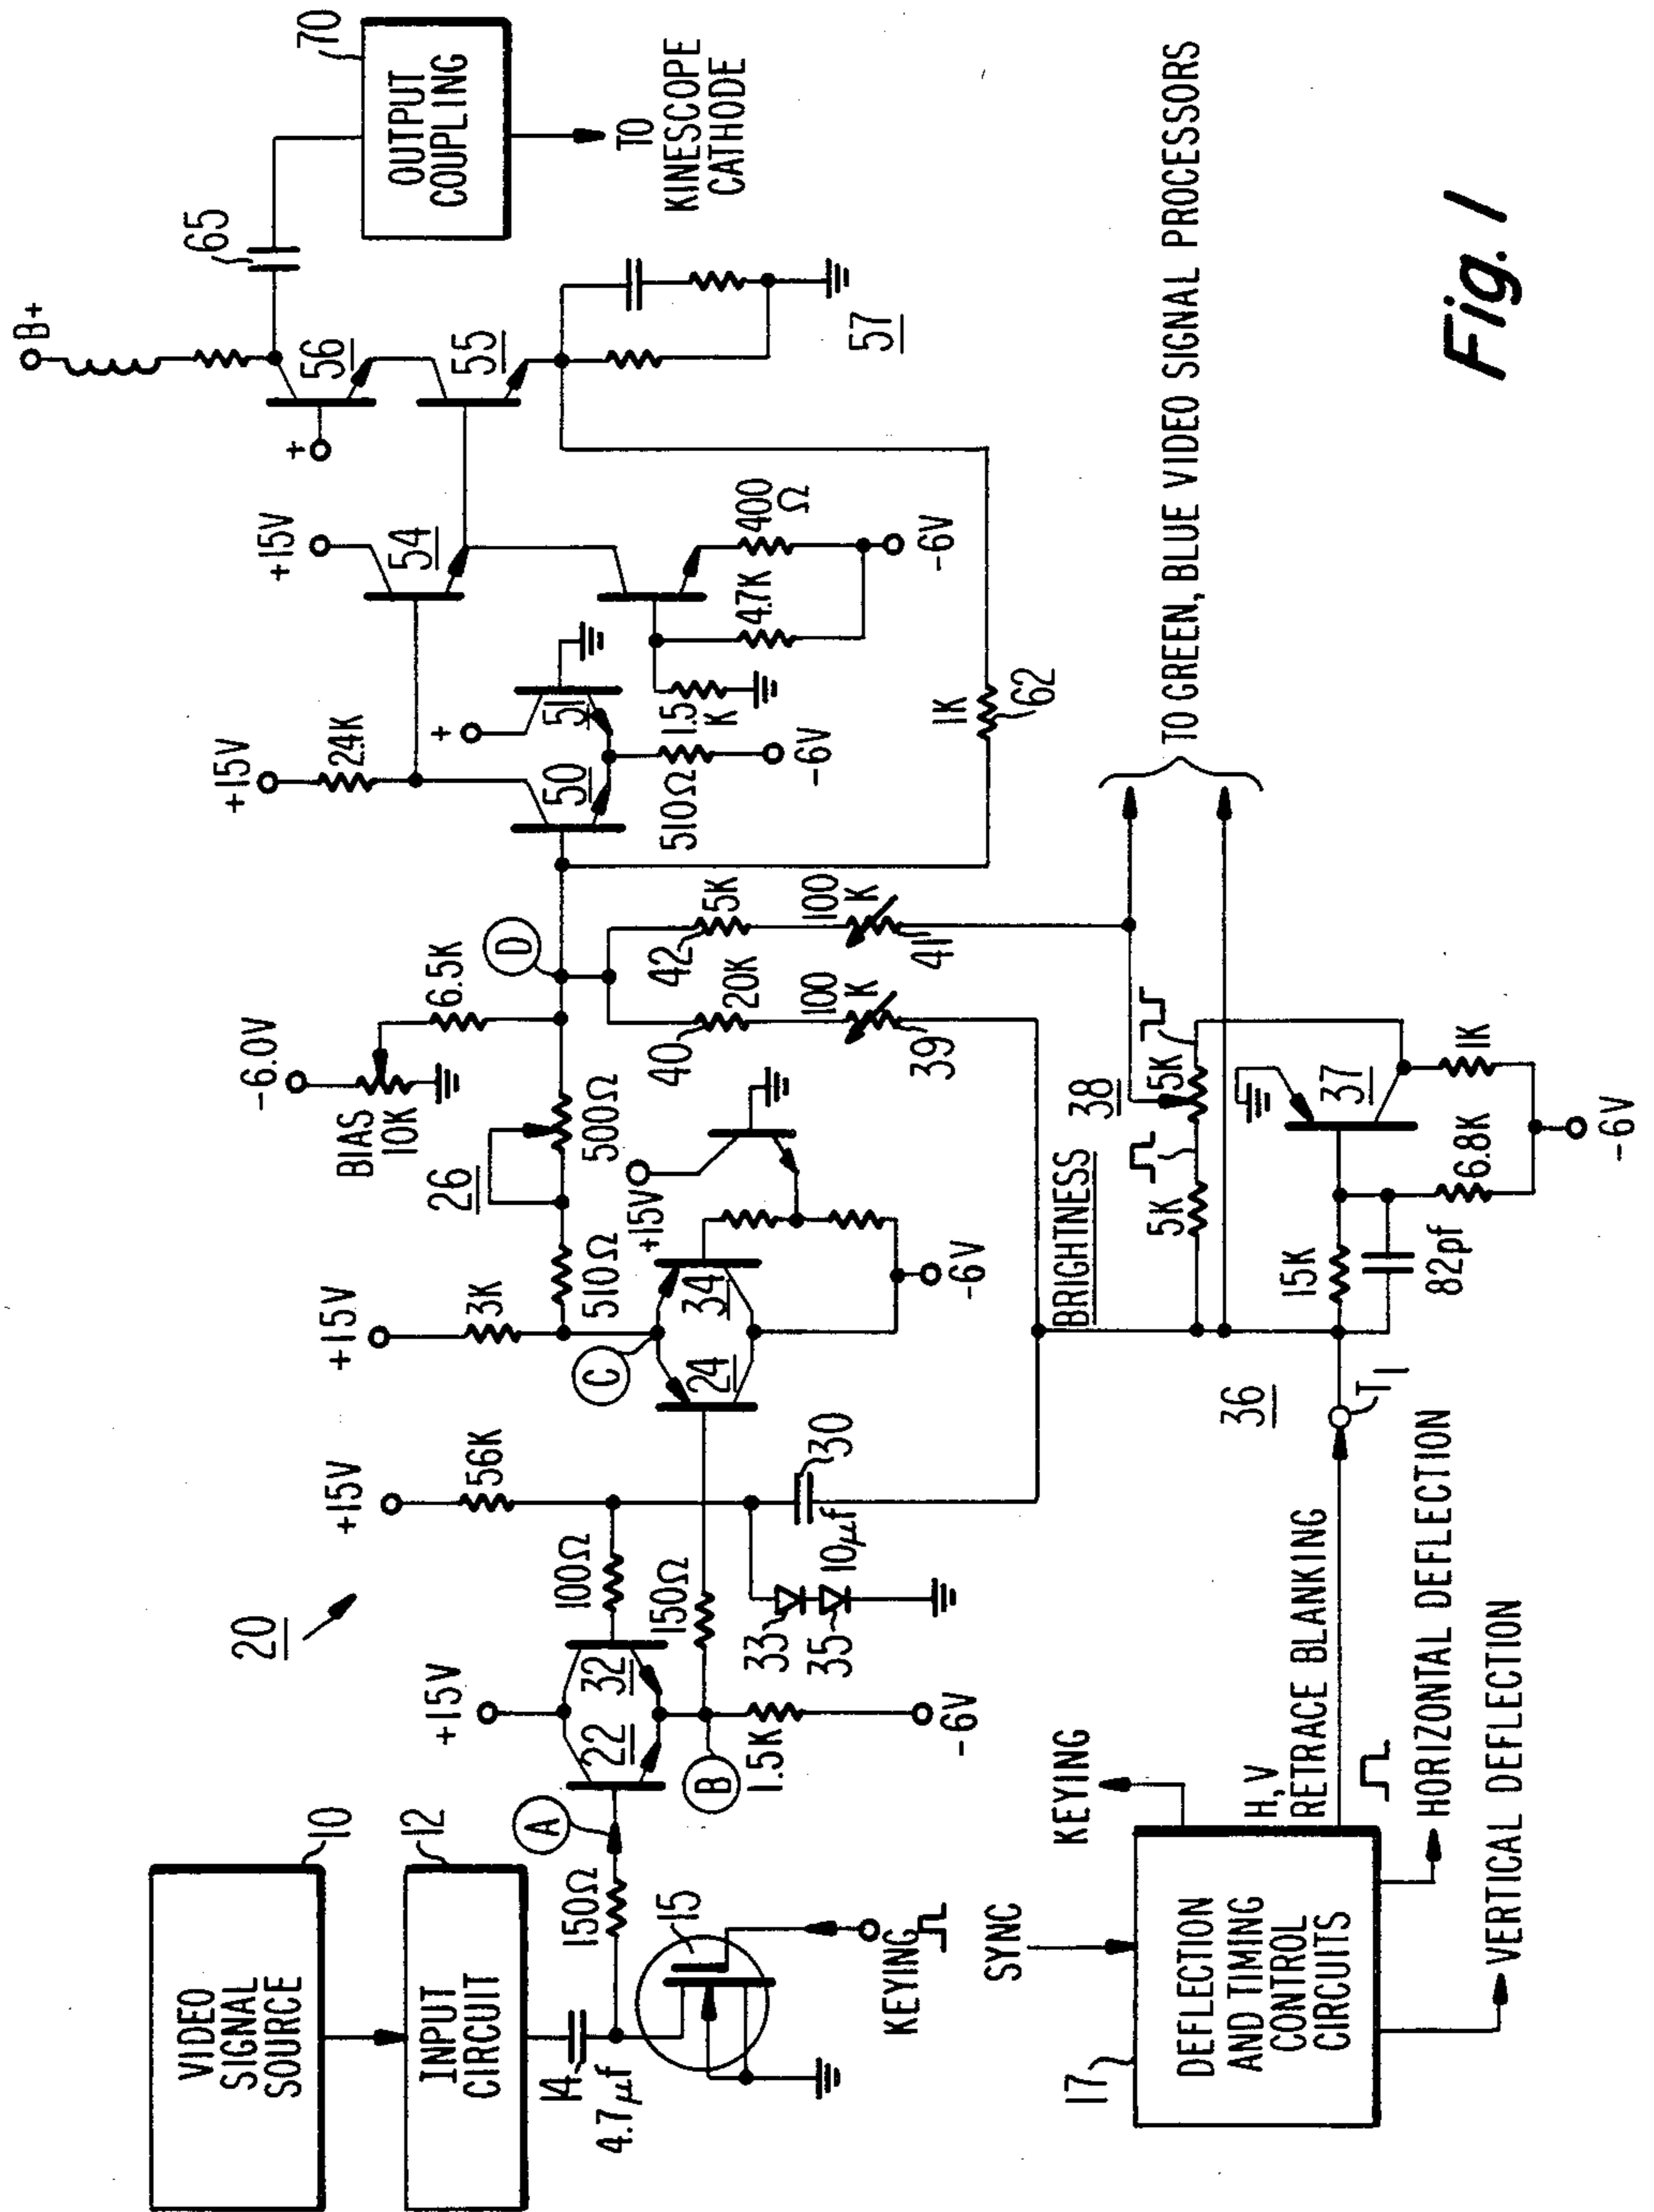 VIDEO
SIGNAL
SOURCE
10
INPUT
CIRCUIT
12
14
4.7µf
150Ω
15
KEYING
A
20
+15V
22
32
B
1.5K
-6V
100Ω
150Ω
+15V
56K
33
35
10µf
30
+15V
3K
C
24
34
510Ω
-6V
+15V
26
500Ω
BIAS
10K
-6.0V
6.5K
D
40
20K
100
K
39
42
5K
100
K
41
+15V
2.4K
50
51
+
510Ω
-6V
1.5
K
4.7K
400
Ω
-6V
+15V
54
1K
62
B+
56
+
55
57
65
OUTPUT
COUPLING
70
TO
KINESCOPE
CATHODE
SYNC
KEYING
17
DEFLECTION
AND TIMING
CONTROL
CIRCUITS
H,V
RETRACE BLANKING
HORIZONTAL DEFLECTION
VERTICAL DEFLECTION
36
T1
BRIGHTNESS
5K
5K
38
15K
82pf
37
6.8K
1K
-6V
TO GREEN, BLUE VIDEO SIGNAL PROCESSORS
Fig. 1